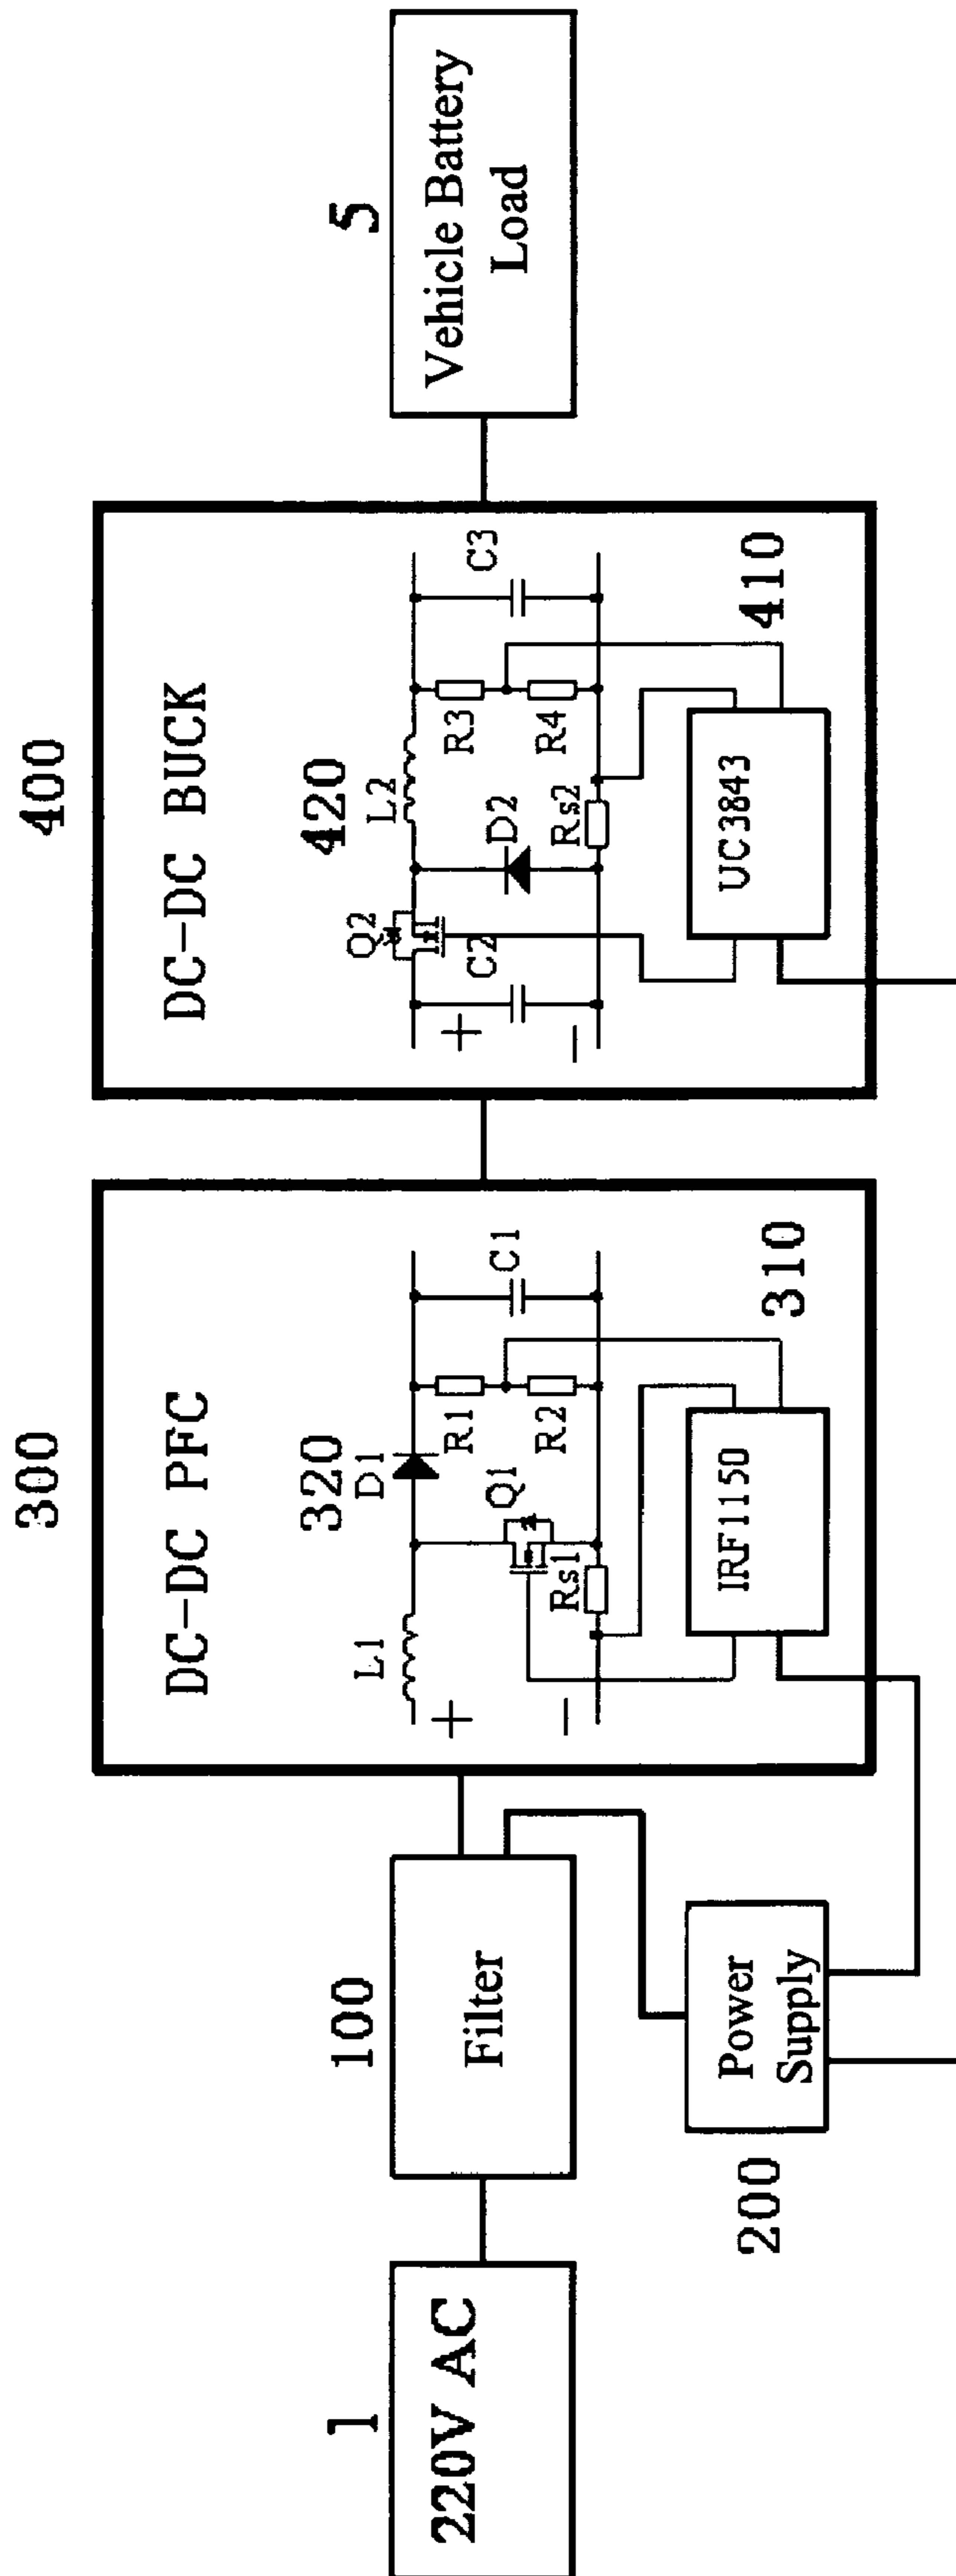 1
220V AC
100
Filter
200
Power
Supply
300
DC-DC PFC
320
L1
D1
+
-
Q1
Rs1
R1
R2
C1
IRF1150
310
400
DC-DC BUCK
420
Q2
L2
+
-
C2
D2
Rs2
R3
R4
C3
UC3843
410
5
Vehicle Battery
Load